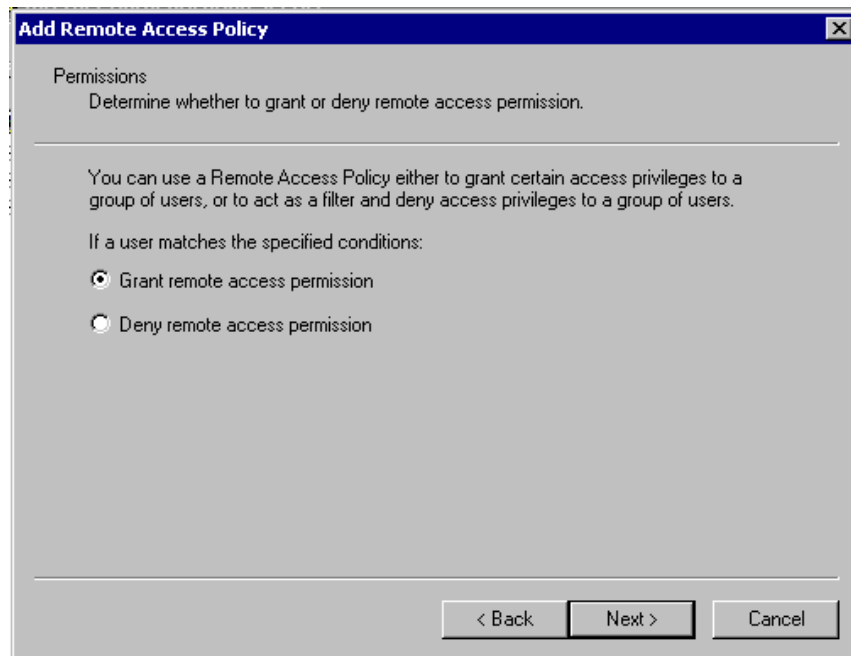 Add Remote Access Policy
Permissions
Determine whether to grant or deny remote access permission.
You can use a Remote Access Policy either to grant certain access privileges to a
group of users, or to act as a filter and deny access privileges to a group of users.
If a user matches the specified conditions:
Grant remote access permission
Deny remote access permission
< Back
Next >
Cancel